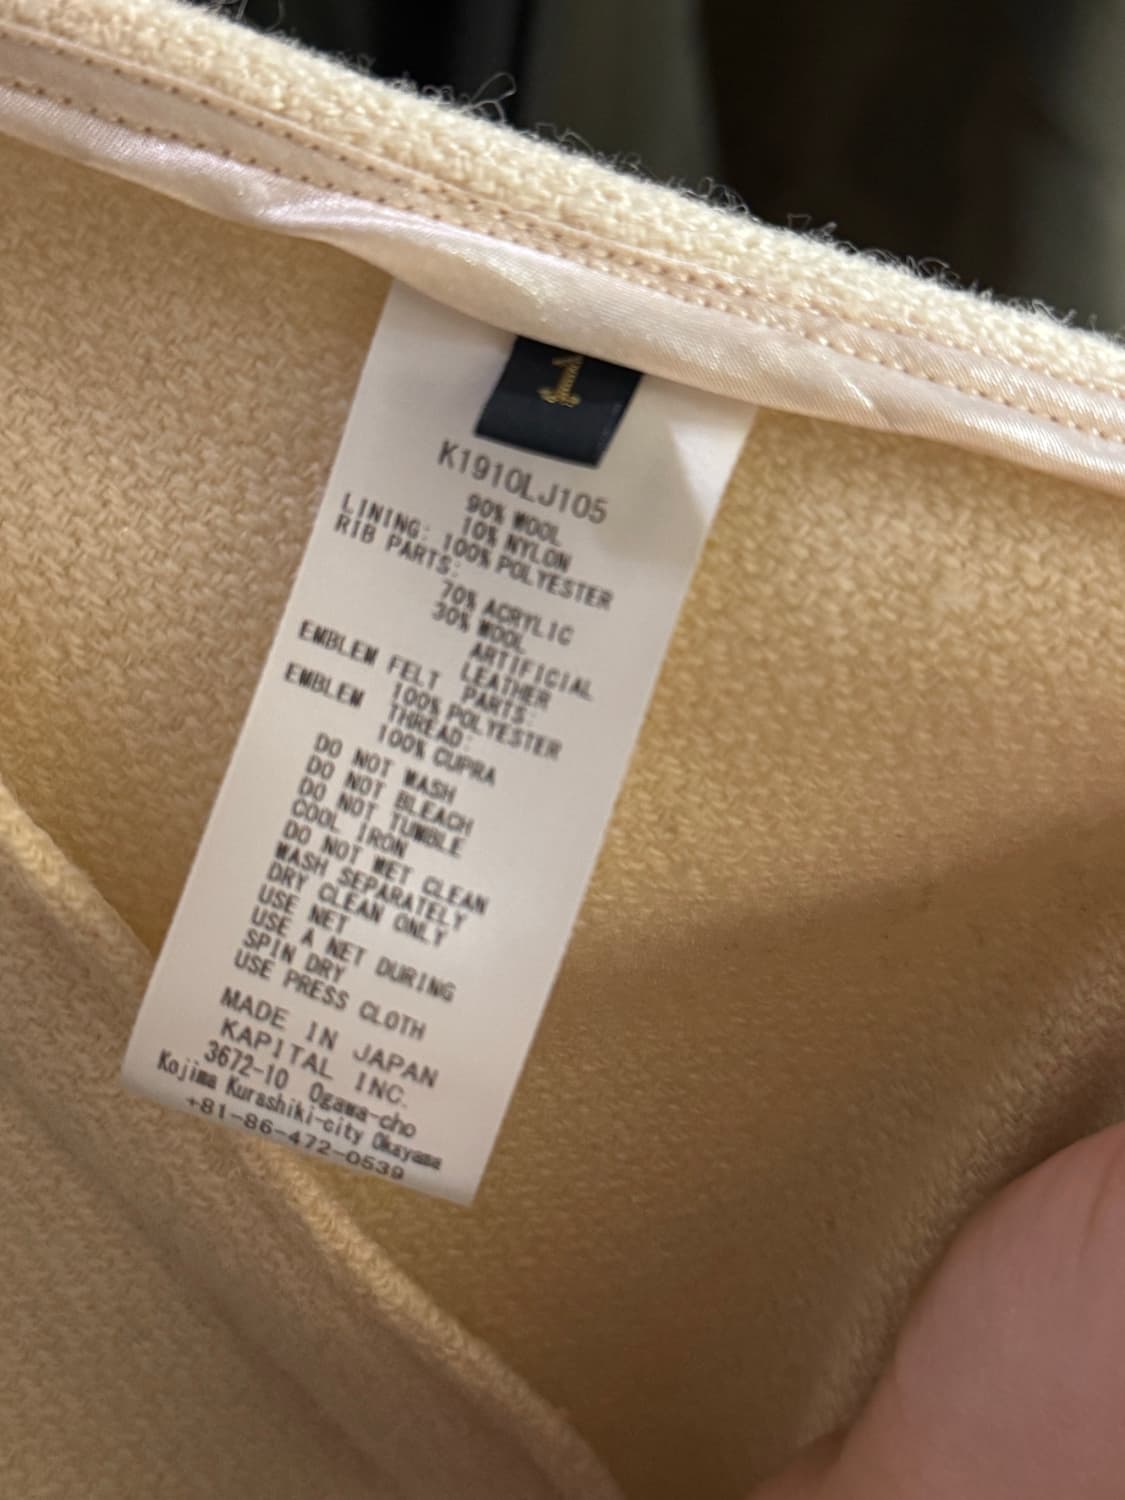 1
K1910LJ105
90% WOOL
10% NYLON
LINING: 100% POLYESTER
RIB PARTS:
70% ACRYLIC
30% WOOL
ARTIFICIAL
LEATHER
EMBLEM FELT PARTS:
100% POLYESTER
EMBLEM THREAD:
100% CUPRA
DO NOT WASH
DO NOT BLEACH
DO NOT TUMBLE
COOL IRON
DO NOT WET CLEAN
WASH SEPARATELY
DRY CLEAN ONLY
USE NET
USE A NET DURING
SPIN DRY
USE PRESS CLOTH
MADE IN JAPAN
KAPITAL INC.
3672-10 Ogawa-cho
Kojima Kurashiki-city Okayama
+81-86-472-0539